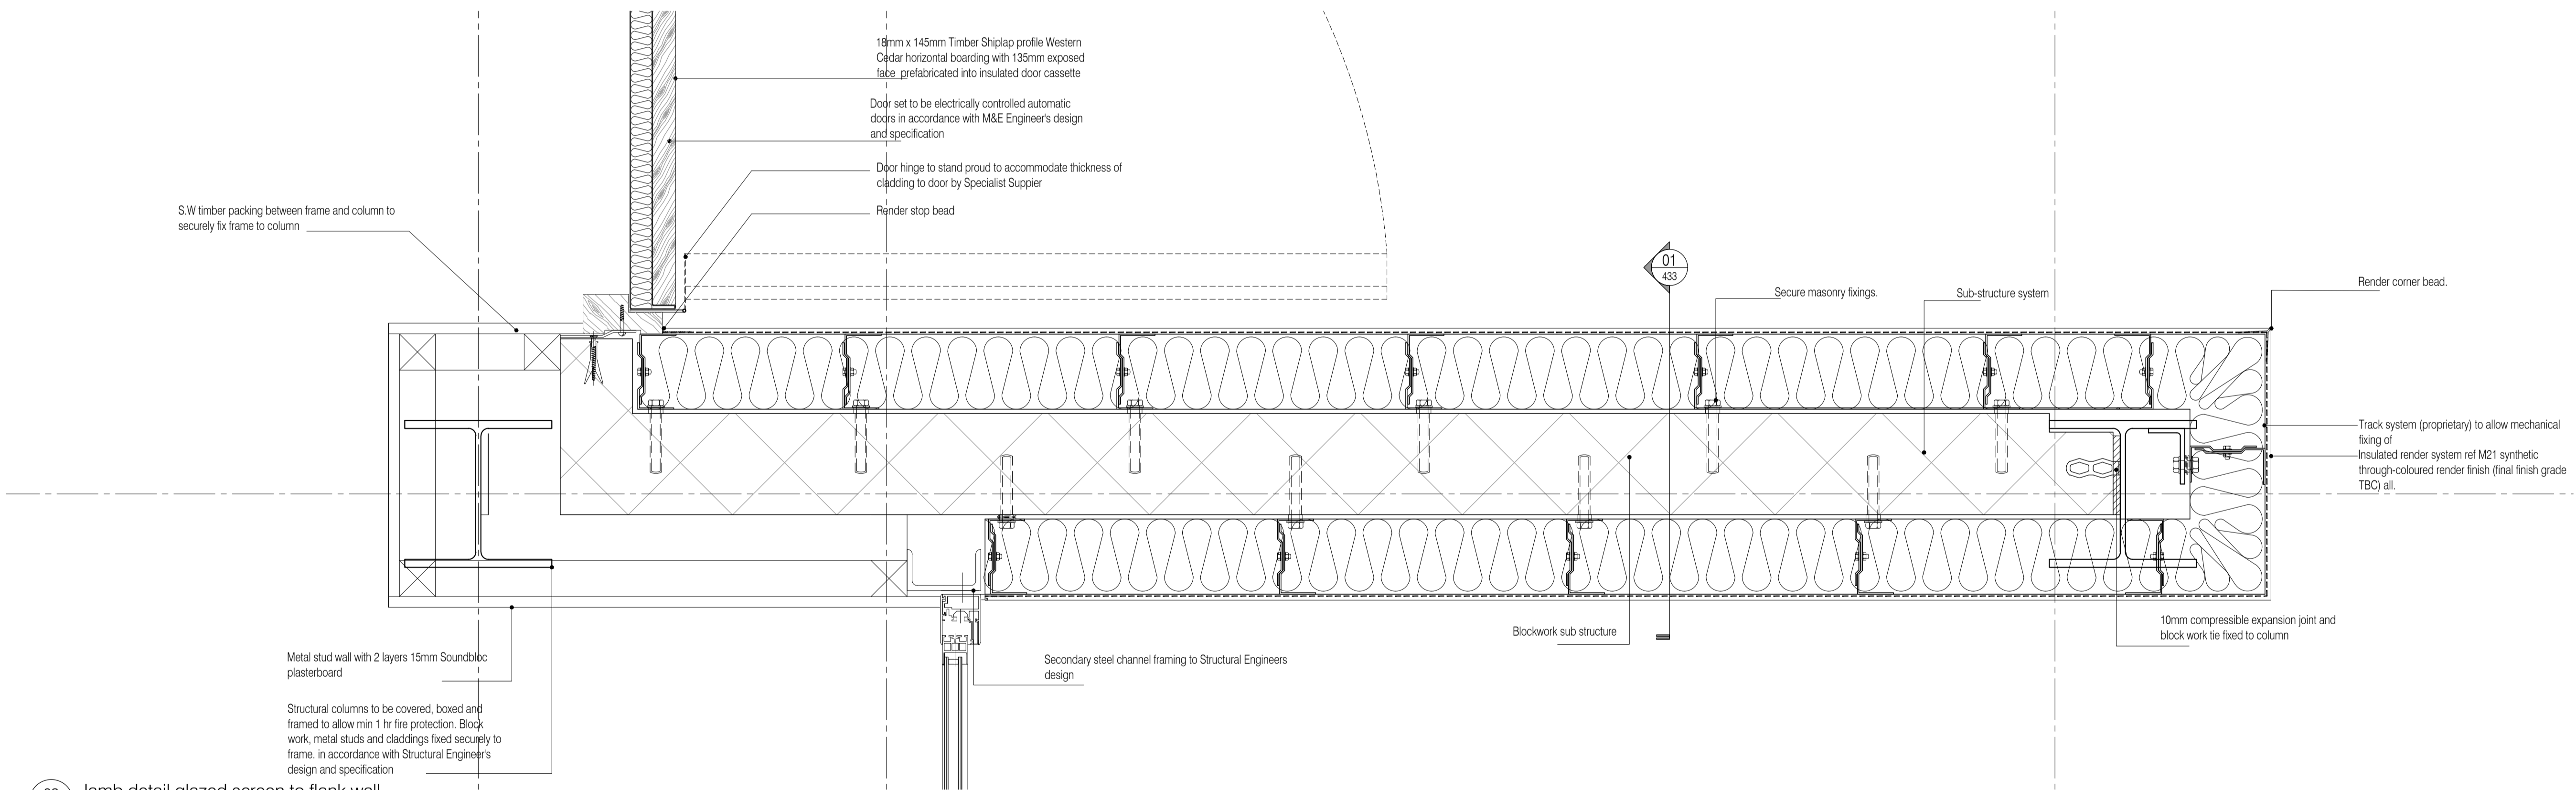 18mm x 145mm Timber Shiplap profile Western
Cedar horizontal boarding with 135mm exposed
face prefabricated into insulated door cassette
Door set to be electrically controlled automatic
doors in accordance with M&E Engineer's design
and specification
Door hinge to stand proud to accommodate thickness of
cladding to door by Specialist Suppier
Render stop bead
S.W timber packing between frame and column to
securely fix frame to column
01
433
Secure masonry fixings.
Sub-structure system
Render corner bead.
Track system (proprietary) to allow mechanical
fixing of
Insulated render system ref M21 synthetic
through-coloured render finish (final finish grade
TBC) all.
10mm compressible expansion joint and
block work tie fixed to column
Blockwork sub structure
Secondary steel channel framing to Structural Engineers
design
Metal stud wall with 2 layers 15mm Soundbloc
plasterboard
Structural columns to be covered, boxed and
framed to allow min 1 hr fire protection. Block
work, metal studs and claddings fixed securely to
frame. in accordance with Structural Engineer's
design and specification
Jamb detail glazed screen to flank wall